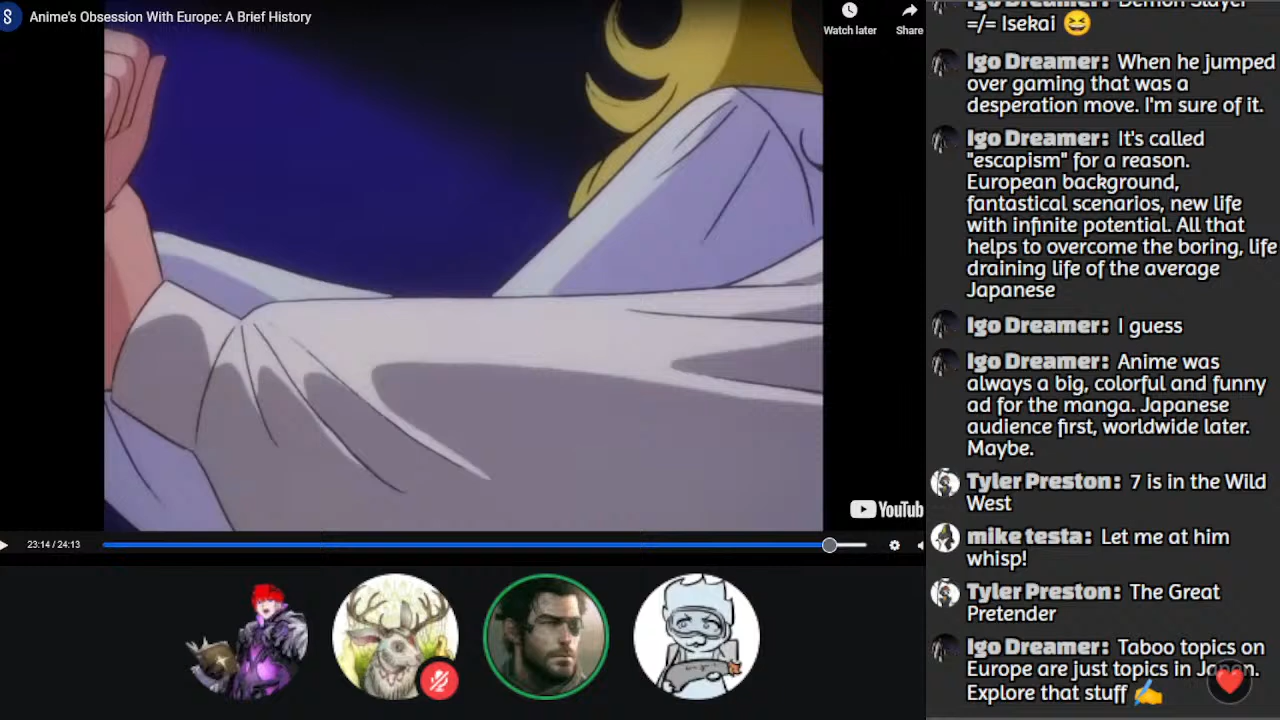 S
Anime's Obsession With Europe: A Brief History
Watch later
Share
YouTub
23:14 / 24:13
Igo Dreamer: Demon Slayer
=/= Isekai 😆
Igo Dreamer: When he jumped
over gaming that was a
desperation move. I'm sure of it.
Igo Dreamer: It's called
"escapism" for a reason.
European background,
fantastical scenarios, new life
with infinite potential. All that
helps to overcome the boring, life
draining life of the average
Japanese
Igo Dreamer: I guess
Igo Dreamer: Anime was
always a big, colorful and funny
ad for the manga. Japanese
audience first, worldwide later.
Maybe.
Tyler Preston: 7 is in the Wild
West
mike testa: Let me at him
whisp!
Tyler Preston: The Great
Pretender
Igo Dreamer: Taboo topics on
Europe are just topics in Japan.
Explore that stuff ✍️